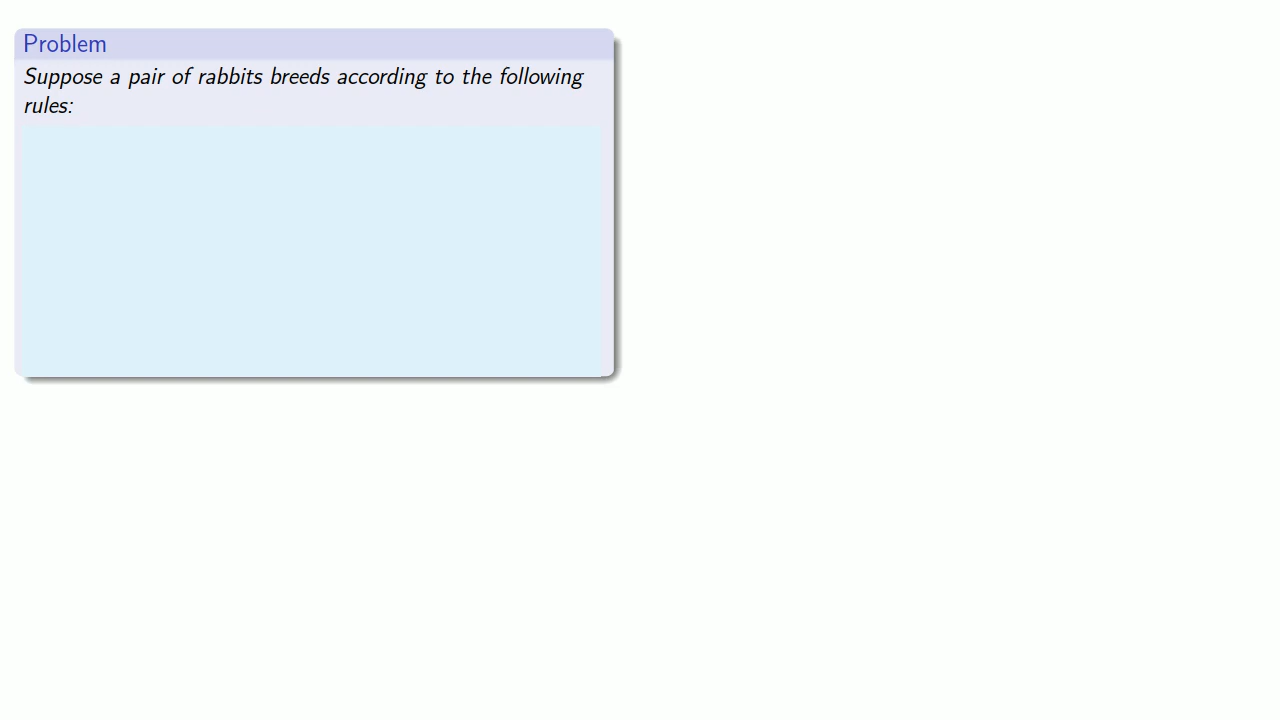 Problem
Suppose a pair of rabbits breeds according to the following
rules: